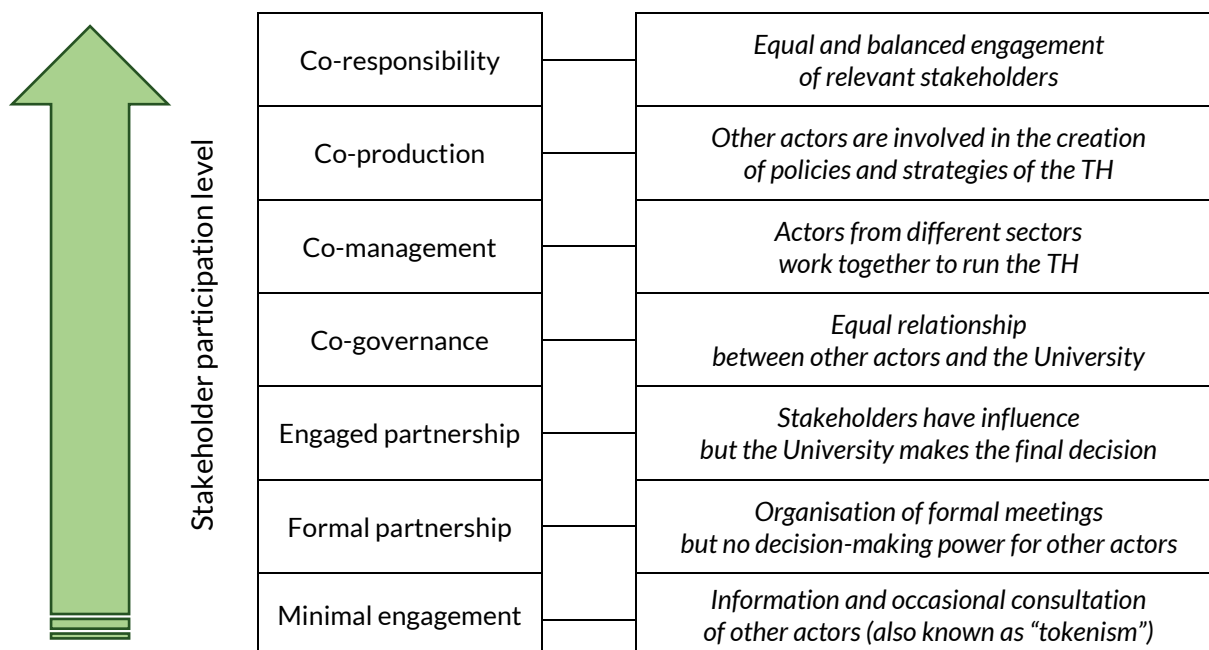 Stakeholder participation level
Co-responsibility
Equal and balanced engagement
of relevant stakeholders
Co-production
Other actors are involved in the creation
of policies and strategies of the TH
Co-management
Actors from different sectors
work together to run the TH
Co-governance
Equal relationship
between other actors and the University
Engaged partnership
Stakeholders have influence
but the University makes the final decision
Formal partnership
Organisation of formal meetings
but no decision-making power for other actors
Minimal engagement
Information and occasional consultation
of other actors (also known as “tokenism”)